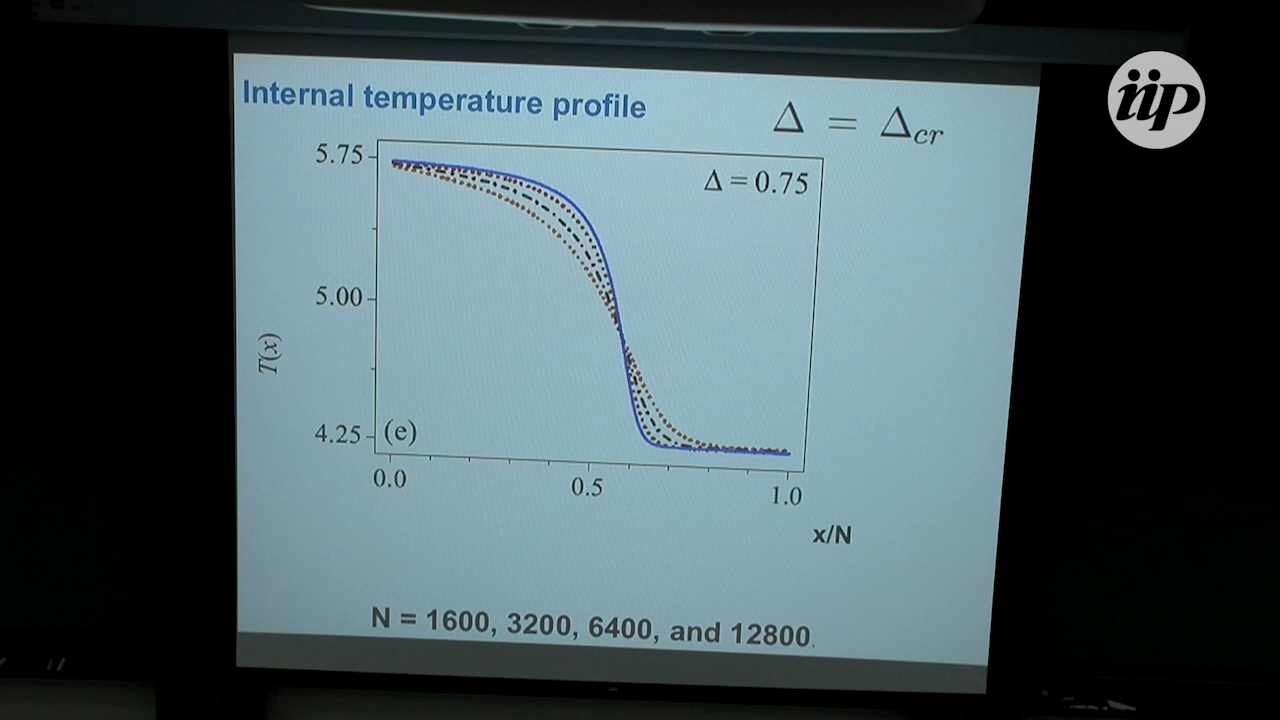 Internal temperature profile
Δ = Δcr
iip
5.75
Δ = 0.75
5.00
T(x)
4.25
(e)
0.0
0.5
1.0
x/N
N = 1600, 3200, 6400, and 12800.